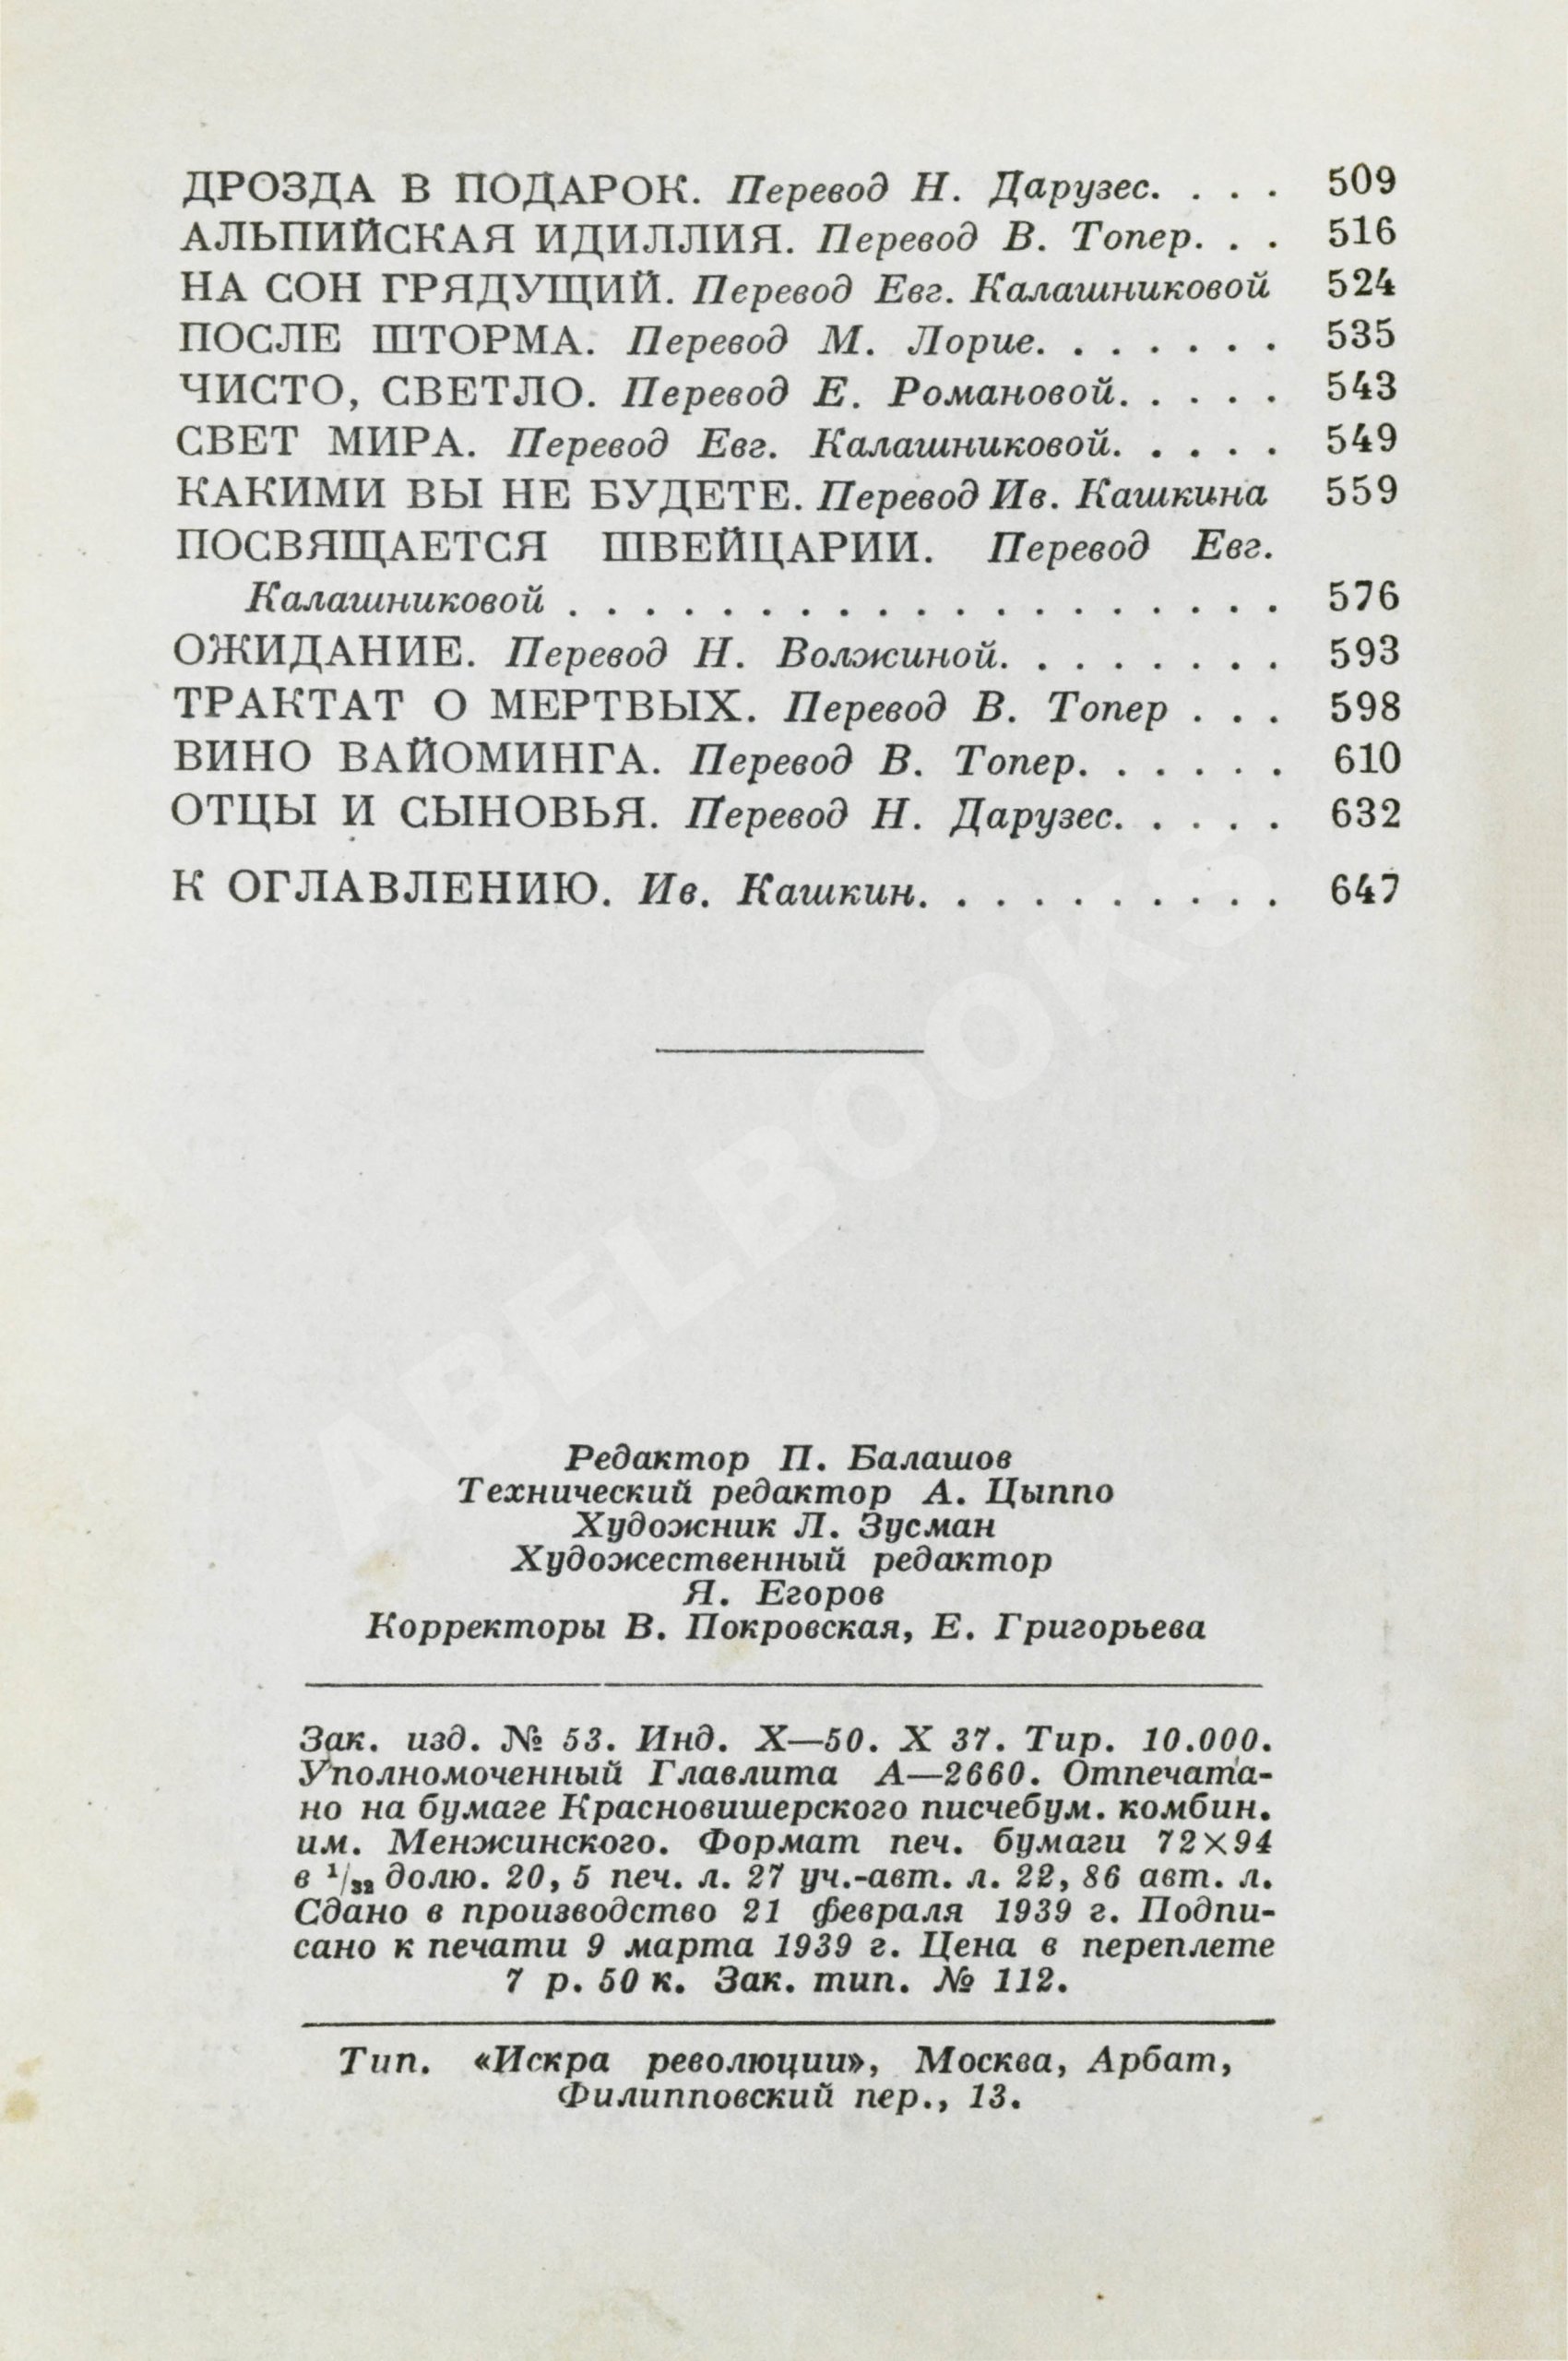 ДРОЗДА В ПОДАРОК. Перевод Н. Дарузес. . . . 509
АЛЬПИЙСКАЯ ИДИЛЛИЯ. Перевод В. Топер. . . 516
НА СОН ГРЯДУЩИЙ. Перевод Евг. Калашниковой 524
ПОСЛЕ ШТОРМА. Перевод М. Лорие. . . . . . . 535
ЧИСТО, СВЕТЛО. Перевод Е. Романовой. . . . . 543
СВЕТ МИРА. Перевод Евг. Калашниковой. . . . . 549
КАКИМИ ВЫ НЕ БУДЕТЕ. Перевод Ив. Кашкина 559
ПОСВЯЩАЕТСЯ ШВЕЙЦАРИИ. Перевод Евг.
Калашниковой . . . . . . . . . . . . . . . . . . . 576
ОЖИДАНИЕ. Перевод Н. Волжиной. . . . . . . . 593
ТРАКТАТ О МЕРТВЫХ. Перевод В. Топер . . . 598
ВИНО ВАЙОМИНГА. Перевод В. Топер. . . . . . 610
ОТЦЫ И СЫНОВЬЯ. Перевод Н. Дарузес. . . . . 632
К ОГЛАВЛЕНИЮ. Ив. Кашкин. . . . . . . . . . 647
ABELBOOKS
Редактор П. Балашов
Технический редактор А. Цыппо
Художник Л. Зусман
Художественный редактор
Я. Егоров
Корректоры В. Покровская, Е. Григорьева
Зак. изд. № 53. Инд. X—50. X 37. Тир. 10.000.
Уполномоченный Главлита А—2660. Отпечата-
но на бумаге Красновишерского писчебум. комбин.
им. Менжинского. Формат печ. бумаги 72×94
в 1/32 долю. 20, 5 печ. л. 27 уч.-авт. л. 22, 86 авт. л.
Сдано в производство 21 февраля 1939 г. Подпи-
сано к печати 9 марта 1939 г. Цена в переплете
7 р. 50 к. Зак. тип. № 112.
Тип. «Искра революции», Москва, Арбат,
Филипповский пер., 13.